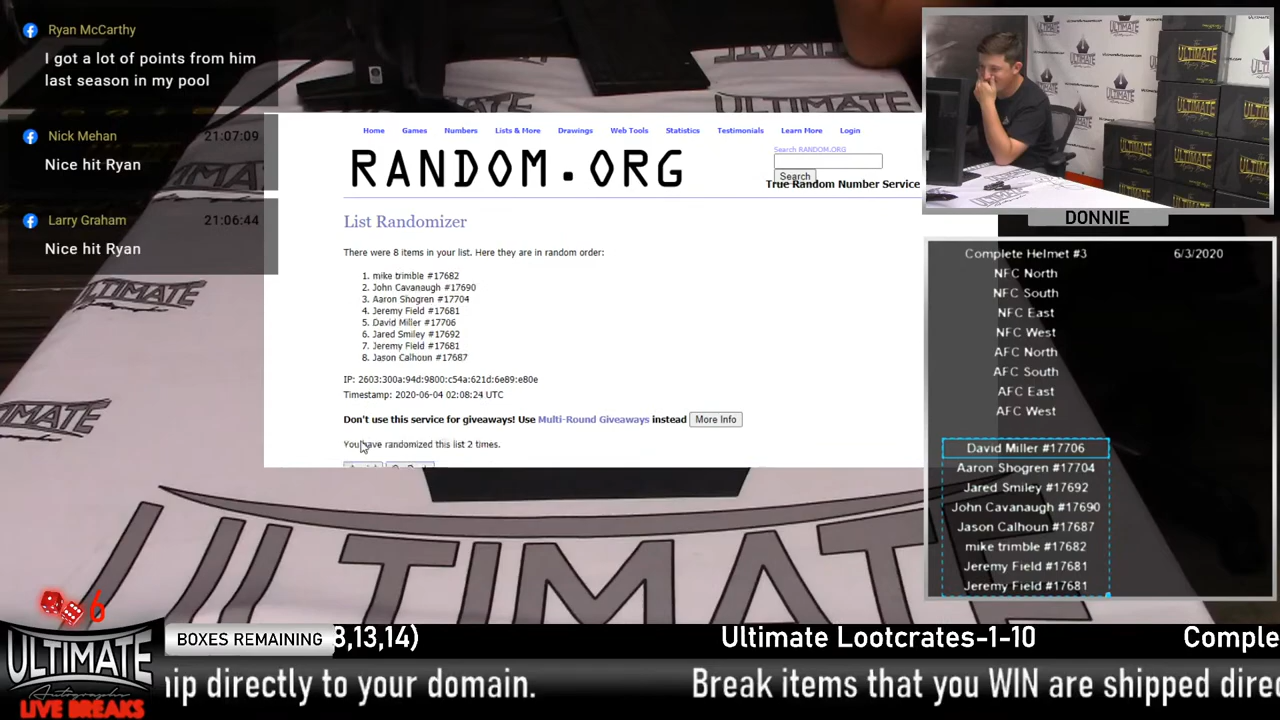 Ryan McCarthy
I got a lot of points from him
last season in my pool
Nick Mehan 21:07:09
Nice hit Ryan
Larry Graham 21:06:44
Nice hit Ryan
Home Games Numbers Lists & More Drawings Web Tools Statistics Testimonials Learn More Login
RANDOM.ORG
Search RANDOM.ORG
Search
True Random Number Service
List Randomizer
There were 8 items in your list. Here they are in random order:
1. mike trimble #17682
2. John Cavanaugh #17690
3. Aaron Shogren #17704
4. Jeremy Field #17681
5. David Miller #17706
6. Jared Smiley #17692
7. Jeremy Field #17681
8. Jason Calhoun #17687
IP: 2603:300a:94d:9800:c54a:621d:6e89:e80e
Timestamp: 2020-06-04 02:08:24 UTC
Don't use this service for giveaways! Use Multi-Round Giveaways instead More Info
You have randomized this list 2 times.
DONNIE
Complete Helmet #3 6/3/2020
NFC North
NFC South
NFC East
NFC West
AFC North
AFC South
AFC East
AFC West
David Miller #17706
Aaron Shogren #17704
Jared Smiley #17692
John Cavanaugh #17690
Jason Calhoun #17687
mike trimble #17682
Jeremy Field #17681
Jeremy Field #17681
ULTIMATE
6
ULTIMATE
Autographs
LIVE BREAKS
BOXES REMAINING 8,13,14) Ultimate Lootcrates-1-10 Comple
ip directly to your domain. Break items that you WIN are shipped direc